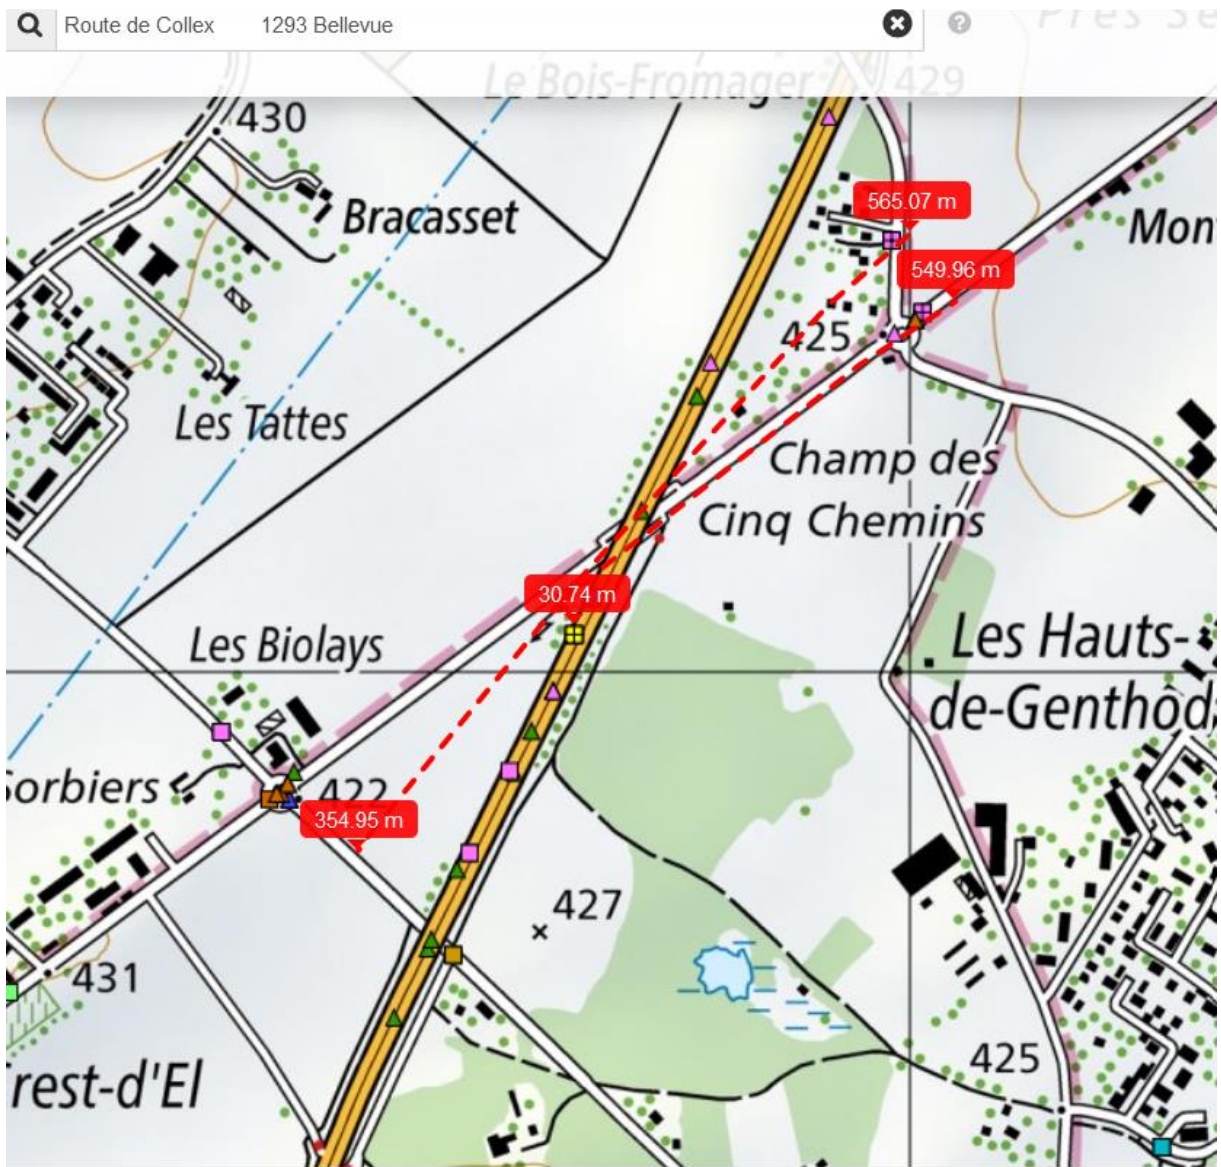 Route de Collex 1293 Bellevue
Le Bois-Fromager
429
430
565.07 m
Bracasset
Mon
549.96 m
425
Les Tattes
Champ des
Cinq Chemins
30.74 m
Les Biolays
Les Hauts-
de-Genthod
Sorbiers
422
354.95 m
427
431
425
rest-d'El